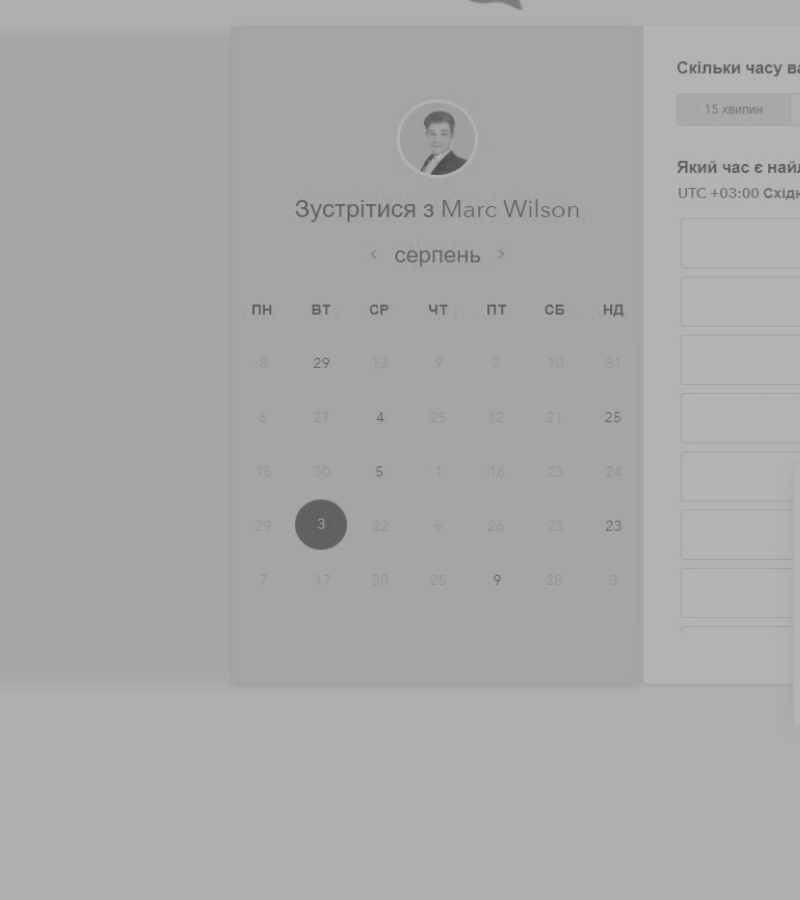 Скільки часу ва
15 хвилин
Зустрітися з Marc Wilson
Який час є найл
UTC +03:00 Східн
‹ серпень ›
ПН ВТ СР ЧТ ПТ СБ НД
8 29 13 9 7 10 31
6 27 4 25 12 21 25
15 30 5 1 16 23 24
29 3 22 6 26 23 23
7 17 30 25 9 28 3